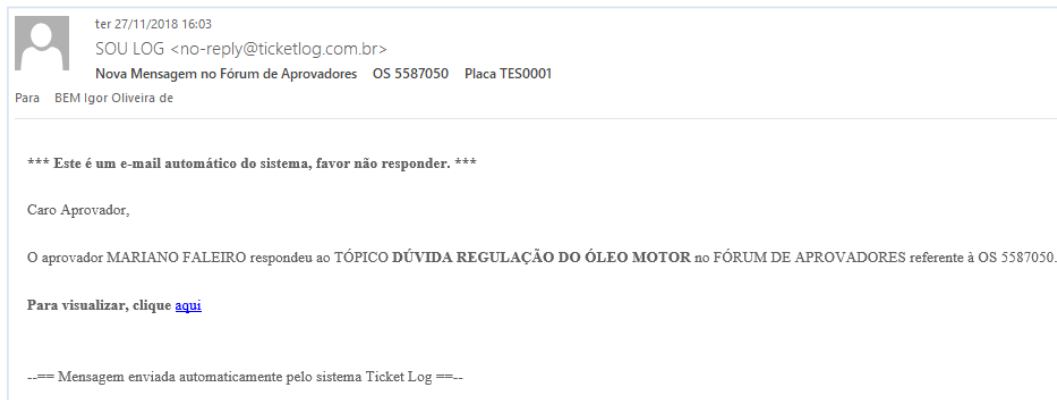 ter 27/11/2018 16:03
SOU LOG <no-reply@ticketlog.com.br>
Nova Mensagem no Fórum de Aprovadores OS 5587050 Placa TES0001
Para BEM Igor Oliveira de
*** Este é um e-mail automático do sistema, favor não responder. ***
Caro Aprovador,
O aprovador MARIANO FALEIRO respondeu ao TÓPICO DÚVIDA REGULAÇÃO DO ÓLEO MOTOR no FÓRUM DE APROVADORES referente à OS 5587050.
Para visualizar, clique aqui
--== Mensagem enviada automaticamente pelo sistema Ticket Log ==--